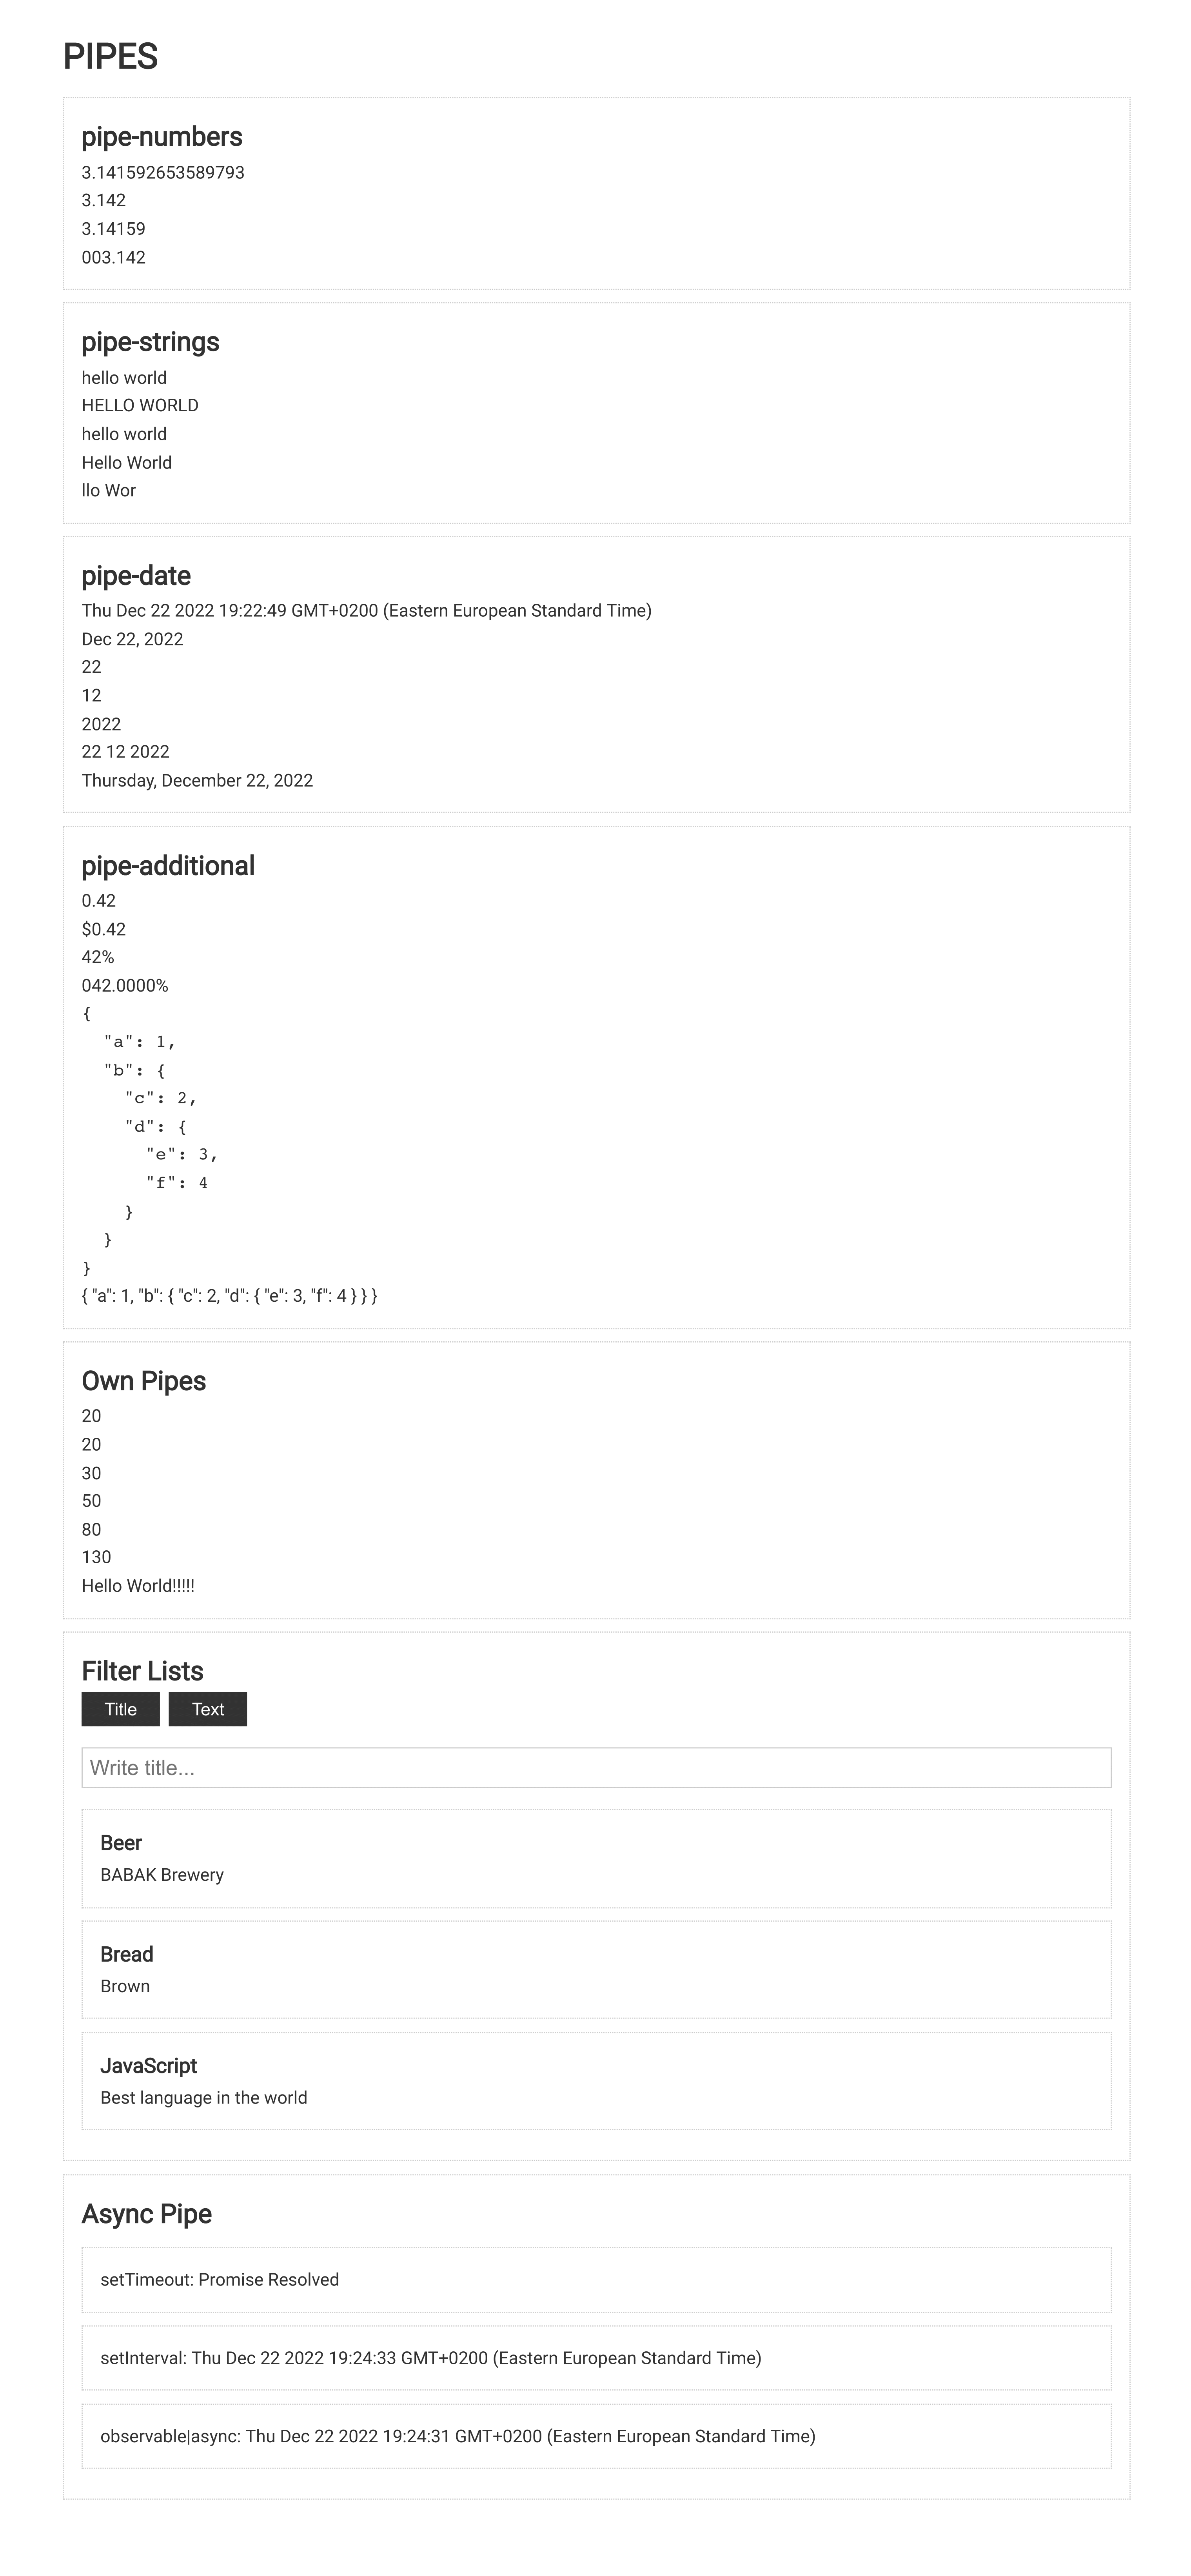 PIPES
pipe-numbers
3.141592653589793
3.142
3.14159
003.142
pipe-strings
hello world
HELLO WORLD
hello world
Hello World
llo Wor
pipe-date
Thu Dec 22 2022 19:22:49 GMT+0200 (Eastern European Standard Time)
Dec 22, 2022
22
12
2022
22 12 2022
Thursday, December 22, 2022
pipe-additional
0.42
$0.42
42%
042.0000%
{
  "a": 1,
  "b": {
    "c": 2,
    "d": {
      "e": 3,
      "f": 4
    }
  }
}
{ "a": 1, "b": { "c": 2, "d": { "e": 3, "f": 4 } } }
Own Pipes
20
20
30
50
80
130
Hello World!!!!!
Filter Lists
Title Text
Write title...
Beer
BABAK Brewery
Bread
Brown
JavaScript
Best language in the world
Async Pipe
setTimeout: Promise Resolved
setInterval: Thu Dec 22 2022 19:24:33 GMT+0200 (Eastern European Standard Time)
observable|async: Thu Dec 22 2022 19:24:31 GMT+0200 (Eastern European Standard Time)